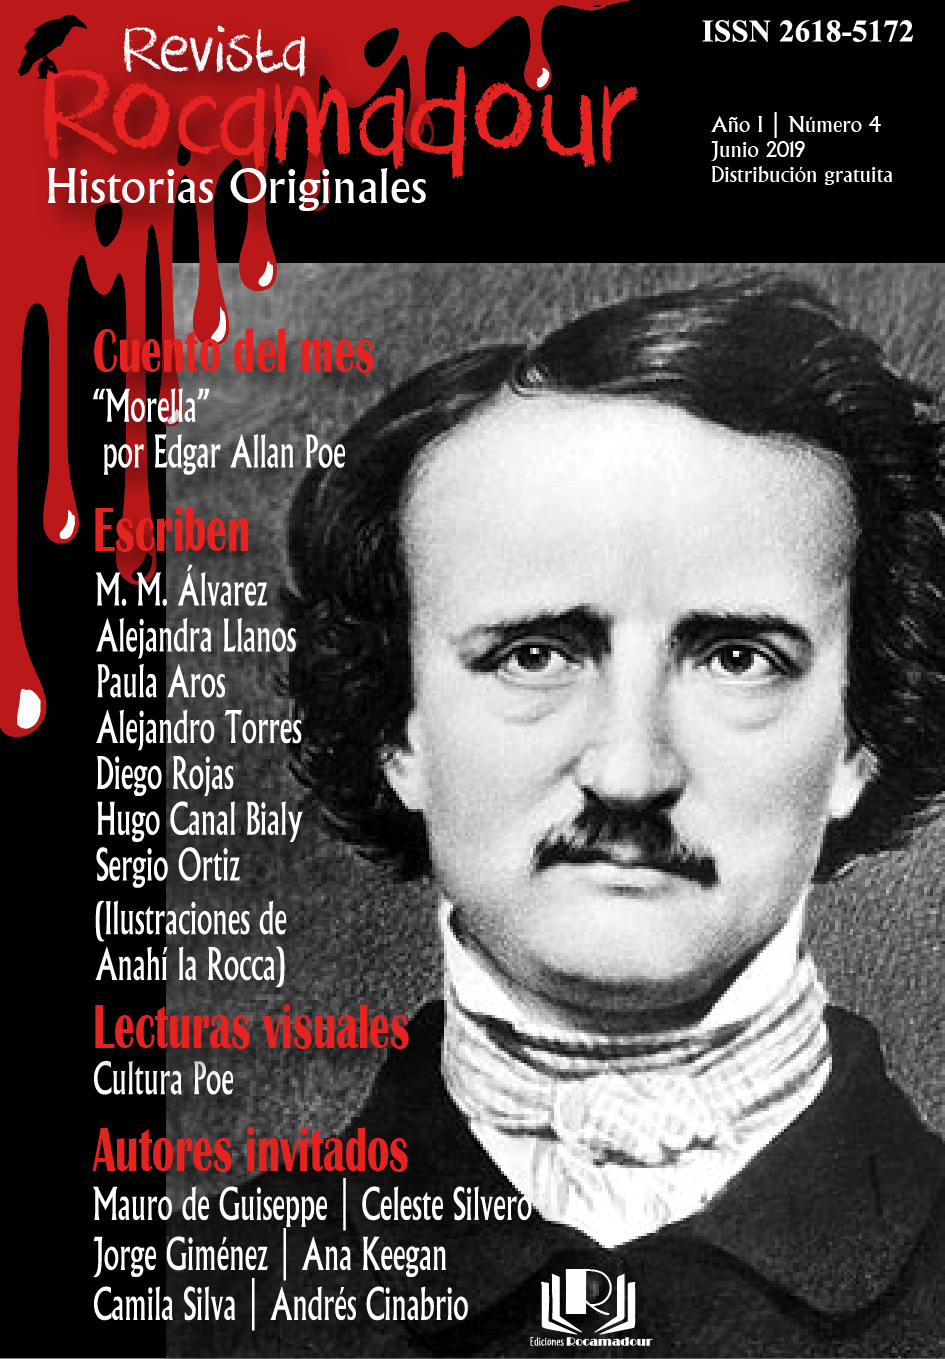 Revista
Rocamadour
Historias Originales
ISSN 2618-5172
Año I | Número 4
Junio 2019
Distribución gratuita
Cuento del mes
“Morella”
por Edgar Allan Poe
Escriben
M. M. Álvarez
Alejandra Llanos
Paula Aros
Alejandro Torres
Diego Rojas
Hugo Canal Bialy
Sergio Ortiz
(Ilustraciones de
Anahí la Rocca)
Lecturas visuales
Cultura Poe
Autores invitados
Mauro de Guiseppe | Celeste Silvero
Jorge Giménez | Ana Keegan
Camila Silva | Andrés Cinabrio
R
Ediciones Rocamadour